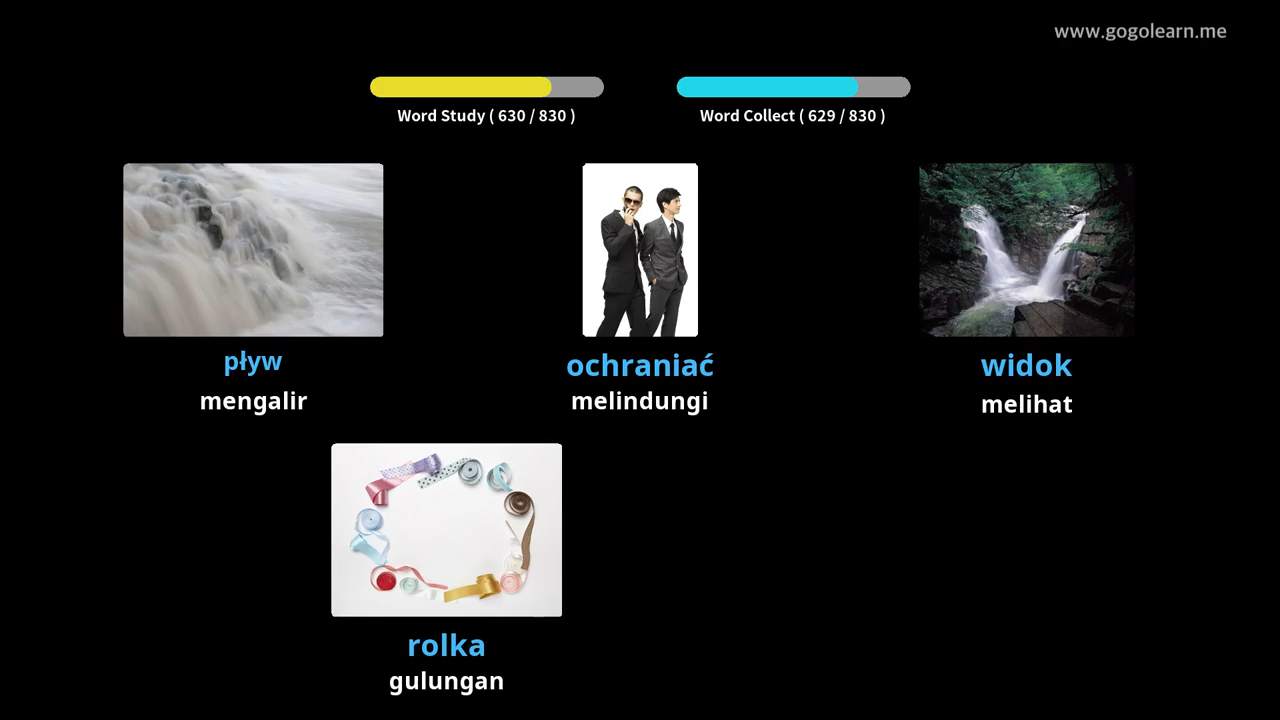 www.gogolearn.me
Word Study ( 630 / 830 )
Word Collect ( 629 / 830 )
pływ
mengalir
ochraniać
melindungi
widok
melihat
rolka
gulungan